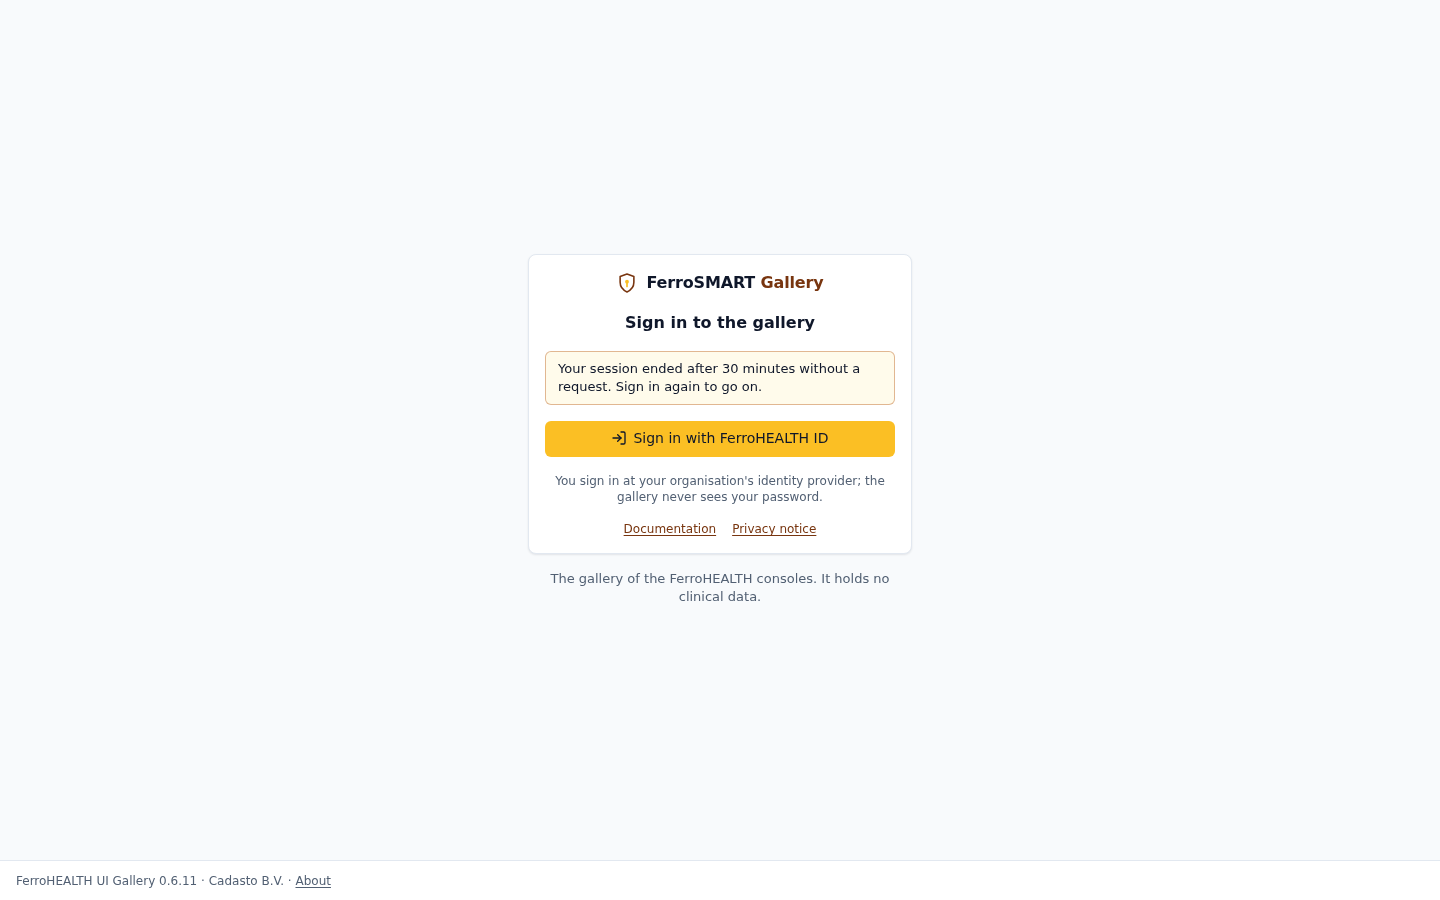 FerroSMART Gallery
Sign in to the gallery
Your session ended after 30 minutes without a
request. Sign in again to go on.
Sign in with FerroHEALTH ID
You sign in at your organisation's identity provider; the
gallery never sees your password.
Documentation Privacy notice
The gallery of the FerroHEALTH consoles. It holds no
clinical data.
FerroHEALTH UI Gallery 0.6.11 · Cadasto B.V. · About